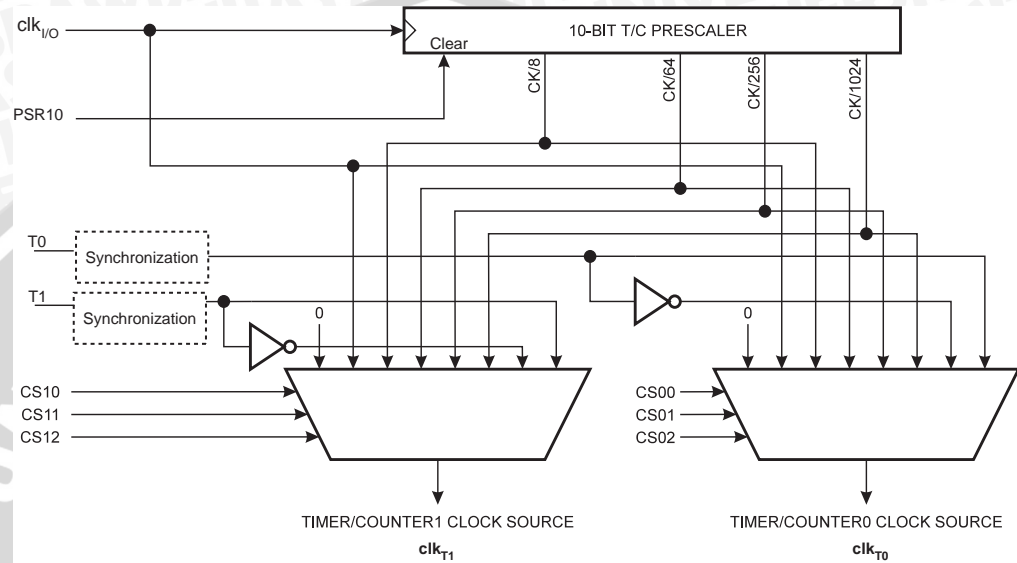 clkI/O
10-BIT T/C PRESCALER
Clear
CK/8
CK/64
CK/256
CK/1024
PSR10
T0
Synchronization
T1
Synchronization
0
0
CS10
CS11
CS12
CS00
CS01
CS02
TIMER/COUNTER1 CLOCK SOURCE
clkT1
TIMER/COUNTER0 CLOCK SOURCE
clkT0